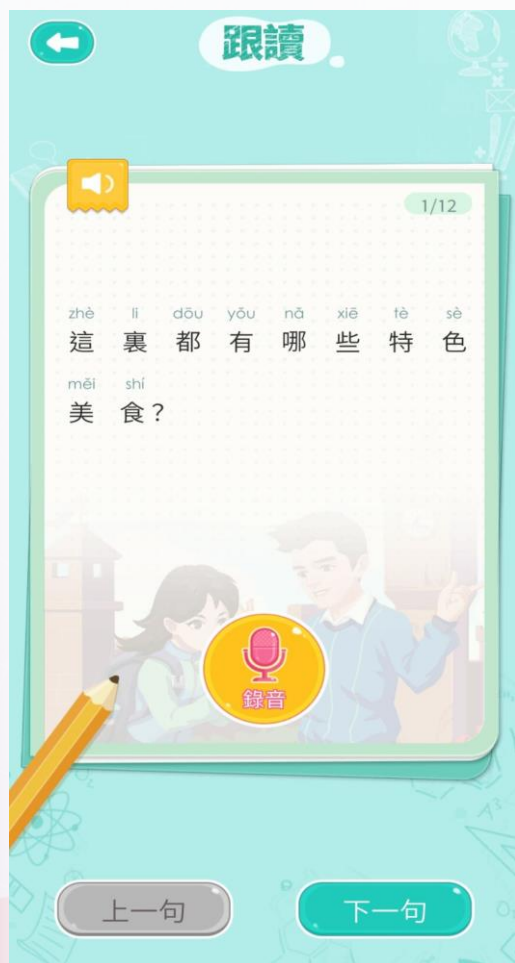 跟讀
1/12
zhè li dōu yǒu nǎ xiē tè sè
這裏都有哪些特色
měi shí
美食？
錄音
上一句
下一句